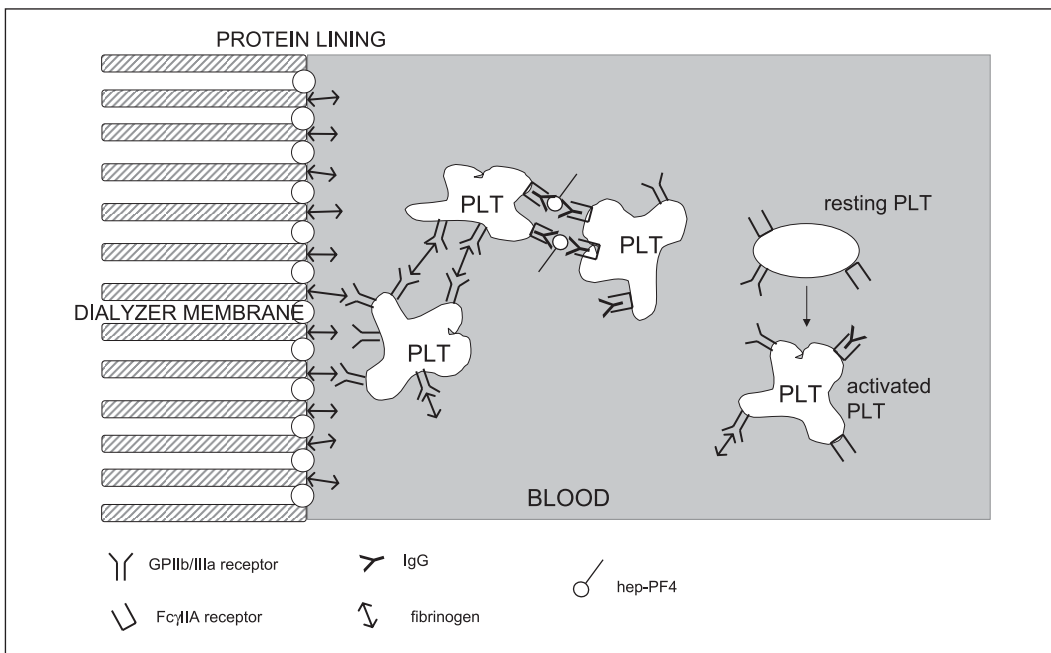 PROTEIN LINING
PLT
PLT
resting PLT
DIALYZER MEMBRANE
PLT
PLT
activated
PLT
BLOOD
GPIIb/IIIa receptor
IgG
hep-PF4
FcγIIA receptor
fibrinogen